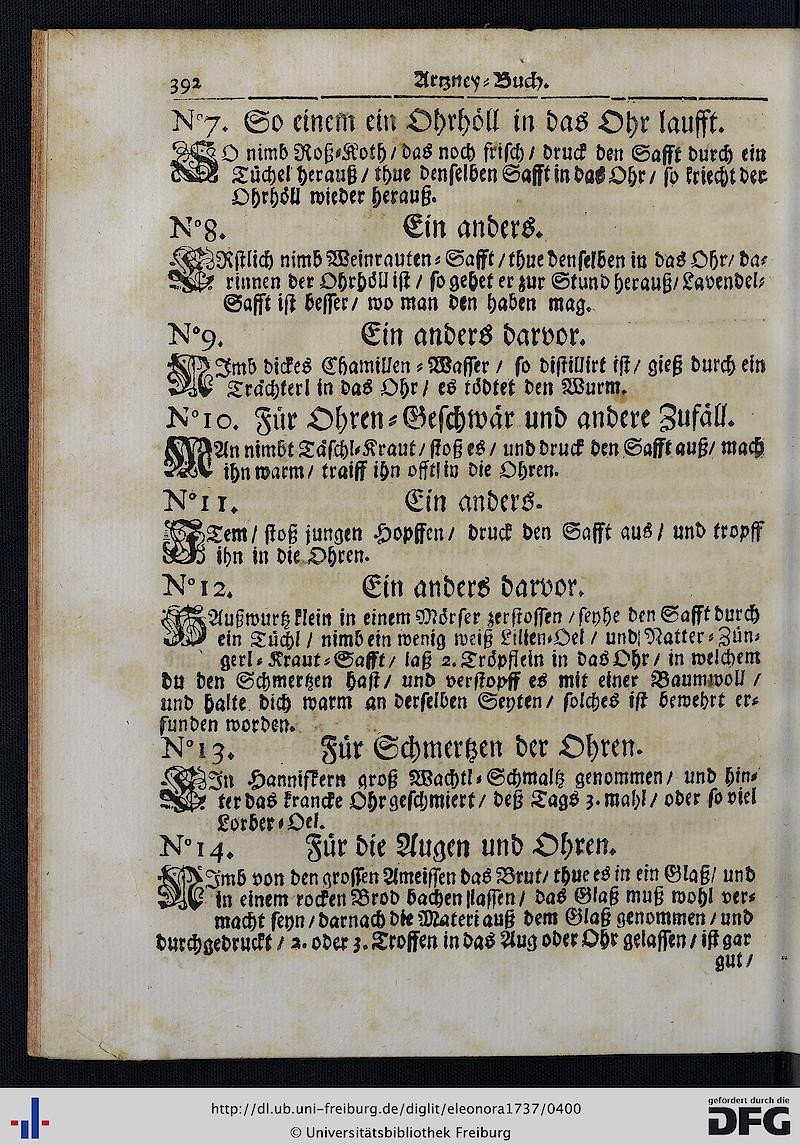 392 Artzney-Buch.
N°7. So einem ein Ohrhöll in das Ohr laufft.
SO nimb Roß-Koth / das noch frisch / druck den Safft durch ein
Tüchel herauß / thue denselben Safft in das Ohr / so kriecht der
Ohrhöll wieder herauß.
N°8. Ein anders.
ERstlich nimb Weinrauten-Safft / thue denselben in das Ohr / da-
rinnen der Ohrhöll ist / so gehet er zur Stund herauß / Lavendel-
Safft ist besser / wo man den haben mag.
N°9. Ein anders darvor.
NImb dickes Chamillen-Wasser / so distillirt ist / gieß durch ein
Trächterl in das Ohr / es tödtet den Wurm.
N°10. Für Ohren-Geschwär und andere Zufäll.
MAn nimbt Täschl-Kraut / stoß es / und druck den Safft auß / mach
ihn warm / traiff ihn offt in die Ohren.
N°11. Ein anders.
ITem / stoß jungen Hopffen / druck den Safft aus / und tropff
ihn in die Ohren.
N°12. Ein anders darvor.
HAußwurtz klein in einem Mörser zerstossen / seyhe den Safft durch
ein Tüchl / nimb ein wenig weiß Lilien-Oel / und Natter-Zün-
gerl-Kraut-Safft / laß 2. Tröpflein in das Ohr / in welchem
du den Schmertzen hast / und verstopff es mit einer Baumwoll /
und halte dich warm an derselben Seyten / solches ist bewehrt er-
funden worden.
N°13. Für Schmertzen der Ohren.
EIn Hanniskern groß Wachtl-Schmaltz genommen / und hin-
ter das krancke Ohr geschmiert / deß Tags 3. mahl / oder so viel
Lorber-Oel.
N°14. Für die Augen und Ohren.
NImb von den grossen Ameissen das Brut / thue es in ein Glaß / und
in einem rocken Brod bachen lassen / das Glaß muß wohl ver-
macht seyn / darnach die Materi auß dem Glaß genommen / und
durchgedruckt / 2. oder 3. Troffen in das Aug oder Ohr gelassen / ist gar
gut /
http://dl.ub.uni-freiburg.de/diglit/eleonora1737/0400
© Universitätsbibliothek Freiburg
gefördert durch die
DFG